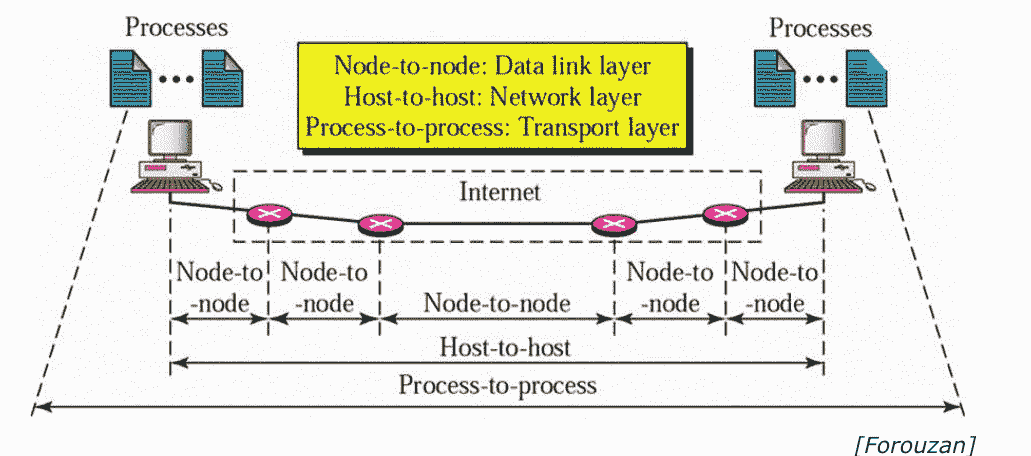 Processes
Processes
Node-to-node: Data link layer
Host-to-host: Network layer
Process-to-process: Transport layer
Internet
Node-to
-node
Node-to
-node
Node-to-node
Node-to
-node
Node-to
-node
Host-to-host
Process-to-process
[Forouzan]